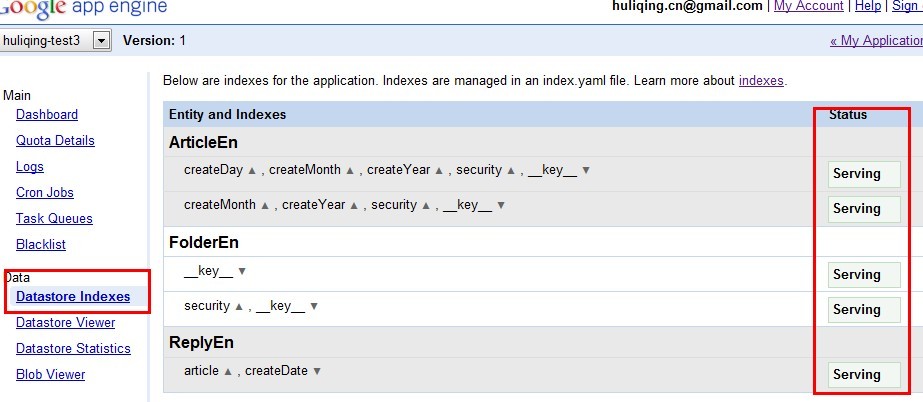 Google app engine
huliqing.cn@gmail.com | My Account | Help | Sign
huliqing-test3 Version: 1 « My Application
Below are indexes for the application. Indexes are managed in an index.yaml file. Learn more about indexes.
Main
Dashboard
Quota Details
Logs
Cron Jobs
Task Queues
Blacklist
Data
Datastore Indexes
Datastore Viewer
Datastore Statistics
Blob Viewer
Entity and Indexes Status
ArticleEn
createDay ▲ , createMonth ▲ , createYear ▲ , security ▲ , __key__ ▼ Serving
createMonth ▲ , createYear ▲ , security ▲ , __key__ ▼ Serving
FolderEn
__key__ ▼ Serving
security ▲ , __key__ ▼ Serving
ReplyEn
article ▲ , createDate ▼ Serving